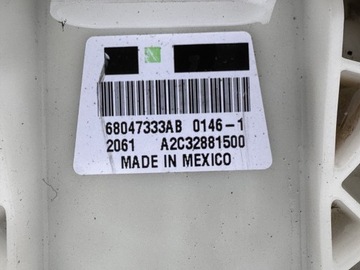 68047333AB 0146-1
2061 A2C32881500
MADE IN MEXICO